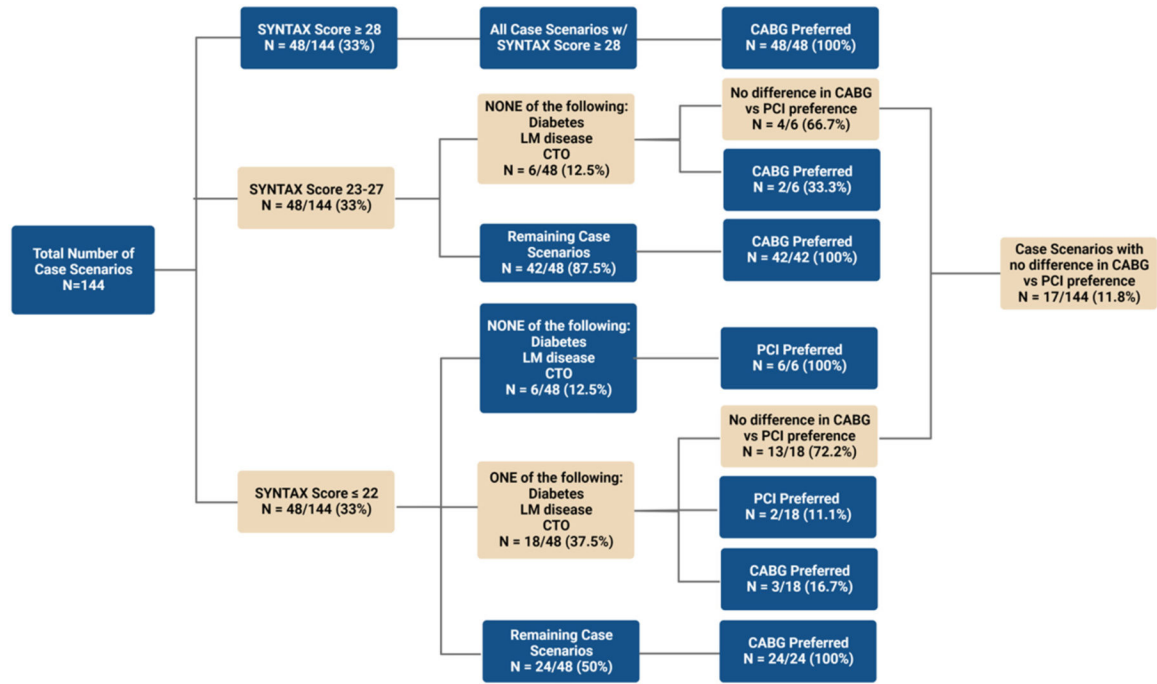 SYNTAX Score ≥ 28
N = 48/144 (33%)
All Case Scenarios w/
SYNTAX Score ≥ 28
CABG Preferred
N = 48/48 (100%)
NONE of the following:
Diabetes
LM disease
CTO
N = 6/48 (12.5%)
No difference in CABG
vs PCI preference
N = 4/6 (66.7%)
CABG Preferred
N = 2/6 (33.3%)
SYNTAX Score 23-27
N = 48/144 (33%)
Remaining Case
Scenarios
N = 42/48 (87.5%)
CABG Preferred
N = 42/42 (100%)
Total Number of
Case Scenarios
N=144
Case Scenarios with
no difference in CABG
vs PCI preference
N = 17/144 (11.8%)
NONE of the following:
Diabetes
LM disease
CTO
N = 6/48 (12.5%)
PCI Preferred
N = 6/6 (100%)
No difference in CABG
vs PCI preference
N = 13/18 (72.2%)
SYNTAX Score ≤ 22
N = 48/144 (33%)
ONE of the following:
Diabetes
LM disease
CTO
N = 18/48 (37.5%)
PCI Preferred
N = 2/18 (11.1%)
CABG Preferred
N = 3/18 (16.7%)
Remaining Case
Scenarios
N = 24/48 (50%)
CABG Preferred
N = 24/24 (100%)